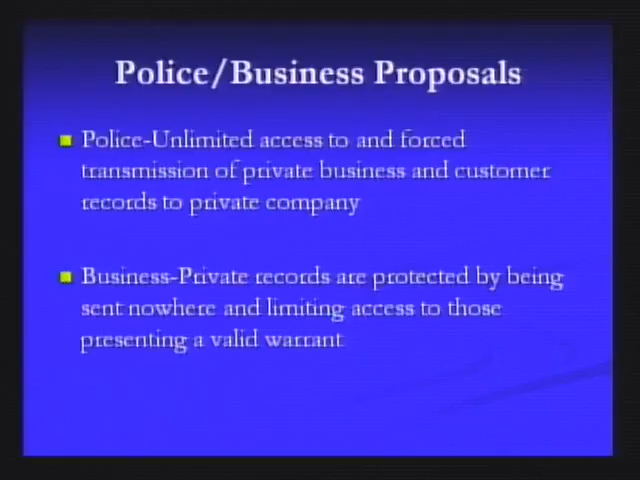 Police/Business Proposals
Police-Unlimited access to and forced
transmission of private business and customer
records to private company
Business-Private records are protected by being
sent nowhere and limiting access to those
presenting a valid warrant